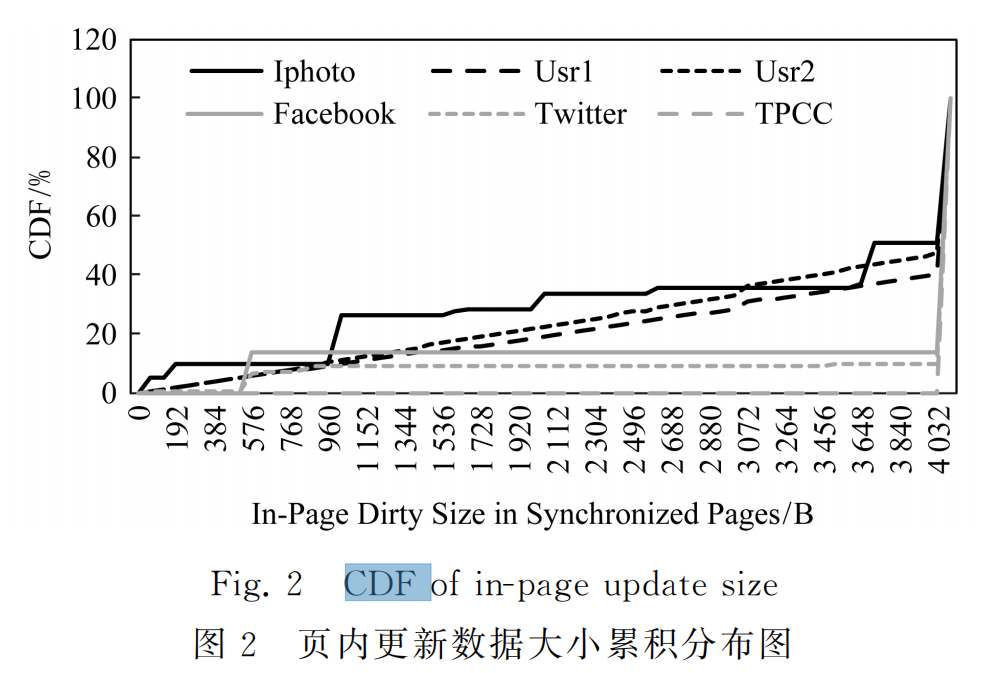 120
100
80
60
40
20
0
CDF/%
Iphoto Usr1 Usr2
Facebook Twitter TPCC
0 192 384 576 768 960 1 152 1 344 1 536 1 728 1 920 2 112 2 304 2 496 2 688 2 880 3 072 3 264 3 456 3 648 3 840 4 032
In-Page Dirty Size in Synchronized Pages/B
Fig. 2 CDF of in-page update size
图 2 页内更新数据大小累积分布图